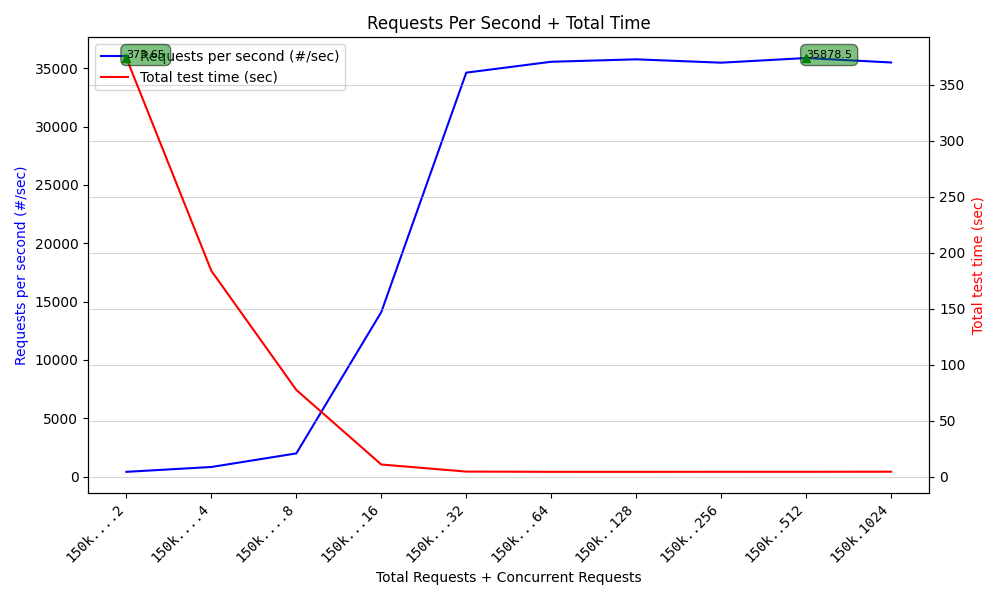 Requests Per Second + Total Time
373.65
Requests per second (#/sec)
Total test time (sec)
35878.5
35000
30000
25000
20000
15000
10000
5000
0
Requests per second (#/sec)
350
300
250
200
150
100
50
0
Total test time (sec)
150k....2
150k....4
150k....8
150k...16
150k...32
150k...64
150k..128
150k..256
150k..512
150k.1024
Total Requests + Concurrent Requests